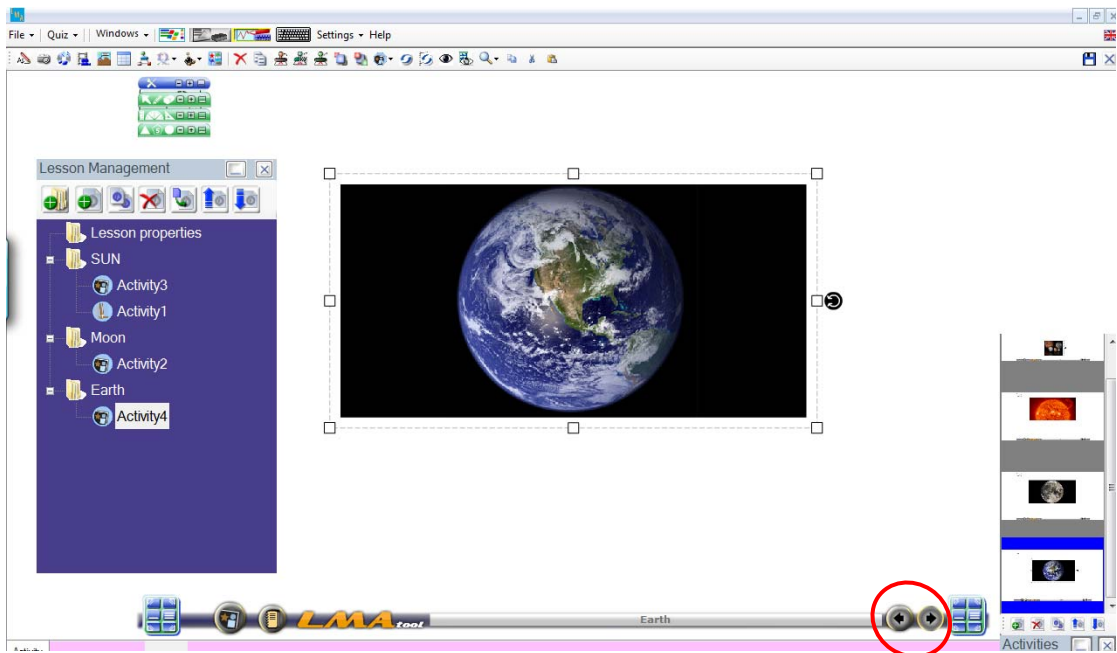 File Quiz Windows Settings Help
Lesson Management
Lesson properties
SUN
Activity3
Activity1
Moon
Activity2
Earth
Activity4
LMA tool Earth
Activities